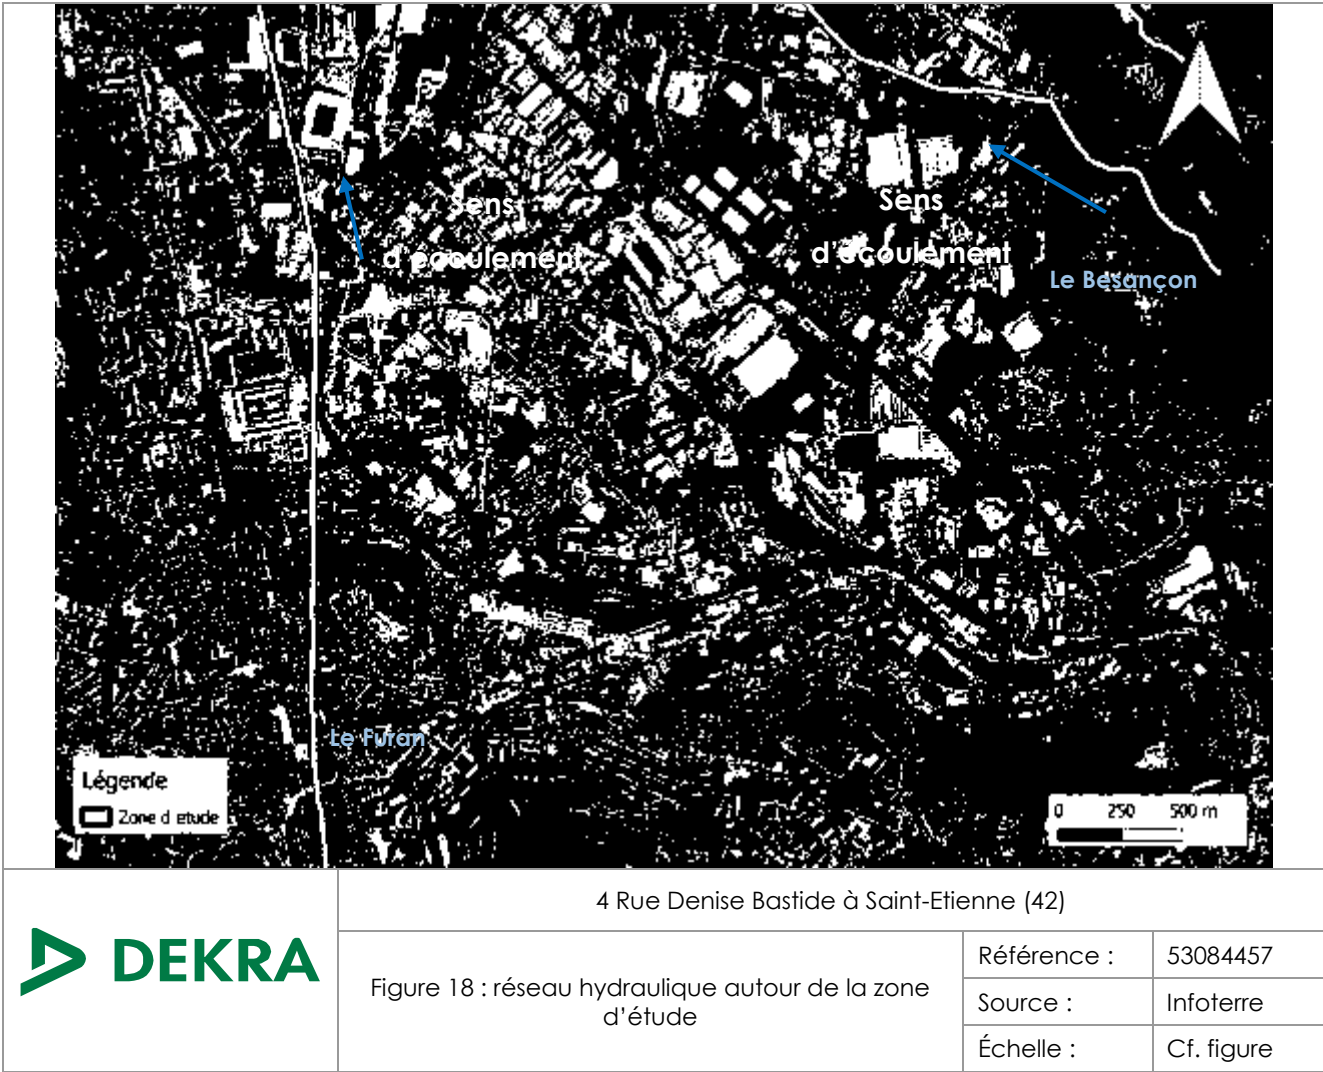 Sens
d'écoulement
Sens
d'écoulement
Le Besançon
Le Furan
Légende
Zone d etude
0 250 500 m
DEKRA
4 Rue Denise Bastide à Saint-Etienne (42)
Figure 18 : réseau hydraulique autour de la zone
d'étude
Référence : 53084457
Source : Infoterre
Échelle : Cf. figure